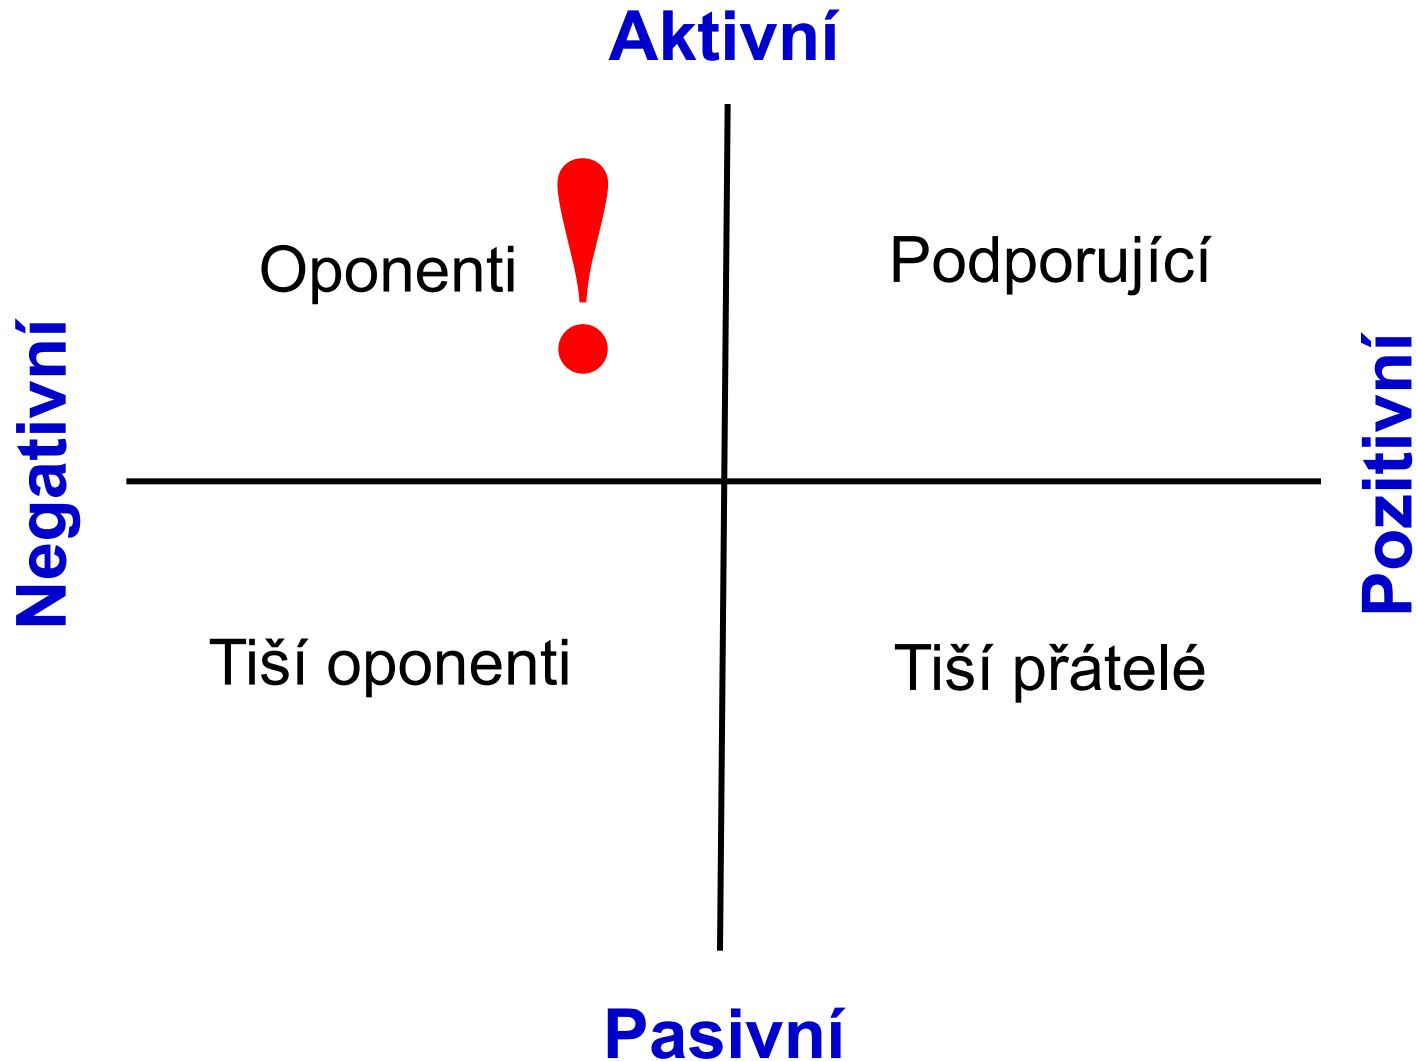 Aktivní
Oponenti !
Podporující
Negativní
Pozitivní
Tiší oponenti
Tiší přátelé
Pasivní